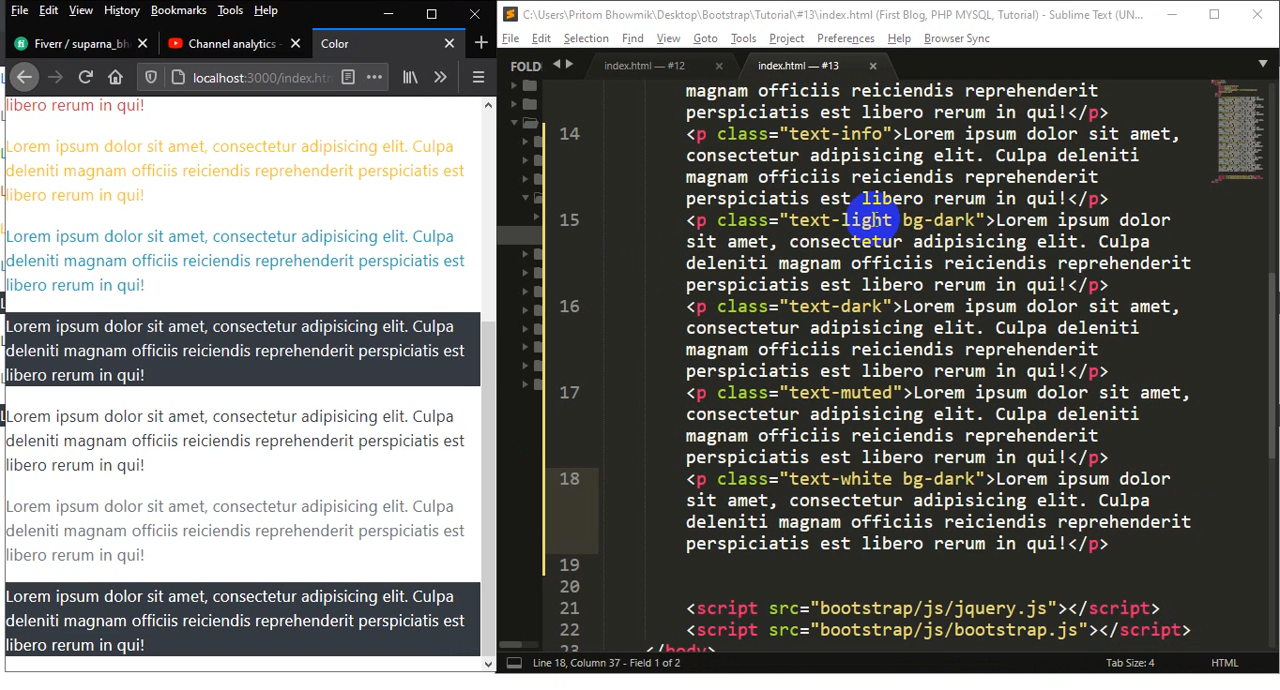 File Edit View History Bookmarks Tools Help
Fiverr / suparna_bh
Channel analytics -
Color
localhost:3000/index.htm
libero rerum in qui!
Lorem ipsum dolor sit amet, consectetur adipisicing elit. Culpa
deleniti magnam officiis reiciendis reprehenderit perspiciatis est
libero rerum in qui!
Lorem ipsum dolor sit amet, consectetur adipisicing elit. Culpa
deleniti magnam officiis reiciendis reprehenderit perspiciatis est
libero rerum in qui!
Lorem ipsum dolor sit amet, consectetur adipisicing elit. Culpa
deleniti magnam officiis reiciendis reprehenderit perspiciatis est
libero rerum in qui!
Lorem ipsum dolor sit amet, consectetur adipisicing elit. Culpa
deleniti magnam officiis reiciendis reprehenderit perspiciatis est
libero rerum in qui!
Lorem ipsum dolor sit amet, consectetur adipisicing elit. Culpa
deleniti magnam officiis reiciendis reprehenderit perspiciatis est
libero rerum in qui!
Lorem ipsum dolor sit amet, consectetur adipisicing elit. Culpa
deleniti magnam officiis reiciendis reprehenderit perspiciatis est
libero rerum in qui!
C:\Users\Pritom Bhowmik\Desktop\Bootstrap\Tutorial\#13\index.html (First Blog, PHP MYSQL, Tutorial) - Sublime Text (UN...
File Edit Selection Find View Goto Tools Project Preferences Help Browser Sync
FOLD
index.html — #12
index.html — #13
magnam officiis reiciendis reprehenderit
perspiciatis est libero rerum in qui!</p>
14 <p class="text-info">Lorem ipsum dolor sit amet,
consectetur adipisicing elit. Culpa deleniti
magnam officiis reiciendis reprehenderit
perspiciatis est libero rerum in qui!</p>
15 <p class="text-light bg-dark">Lorem ipsum dolor
sit amet, consectetur adipisicing elit. Culpa
deleniti magnam officiis reiciendis reprehenderit
perspiciatis est libero rerum in qui!</p>
16 <p class="text-dark">Lorem ipsum dolor sit amet,
consectetur adipisicing elit. Culpa deleniti
magnam officiis reiciendis reprehenderit
perspiciatis est libero rerum in qui!</p>
17 <p class="text-muted">Lorem ipsum dolor sit amet,
consectetur adipisicing elit. Culpa deleniti
magnam officiis reiciendis reprehenderit
perspiciatis est libero rerum in qui!</p>
18 <p class="text-white bg-dark">Lorem ipsum dolor
sit amet, consectetur adipisicing elit. Culpa
deleniti magnam officiis reiciendis reprehenderit
perspiciatis est libero rerum in qui!</p>
19
20
21 <script src="bootstrap/js/jquery.js"></script>
22 <script src="bootstrap/js/bootstrap.js"></script>
23 </body>
Line 18, Column 37 - Field 1 of 2
Tab Size: 4
HTML